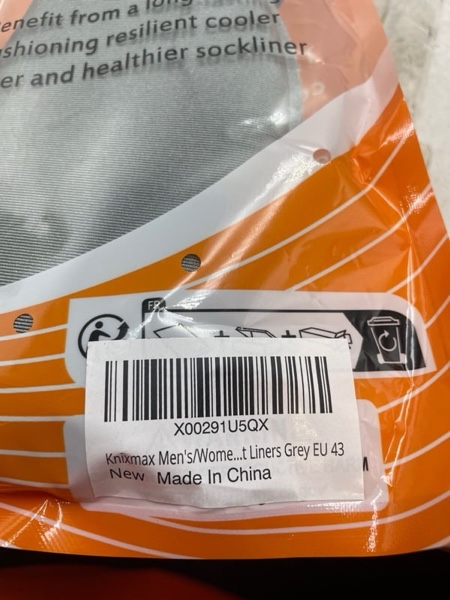 enefit from a long-lasting
shioning resilient cooler
er and healthier sockliner
FR
X00291U5QX
Knixmax Men's/Wome...t Liners Grey EU 43
New Made In China